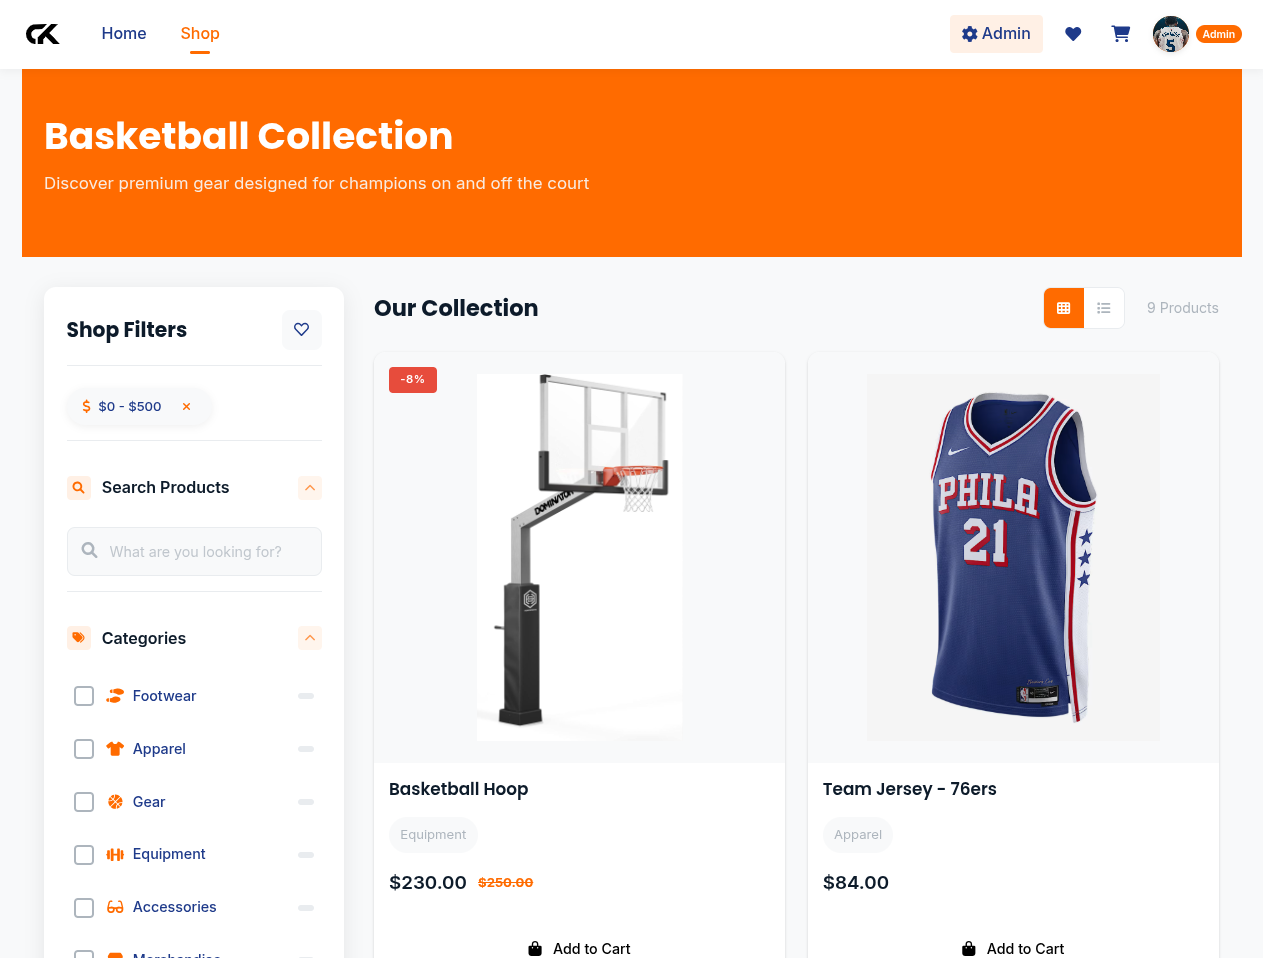 CK
Home
Shop
Admin
Admin
Basketball Collection
Discover premium gear designed for champions on and off the court
Shop Filters
$0 - $500
Search Products
What are you looking for?
Categories
Footwear
Apparel
Gear
Equipment
Accessories
Merchandise
Our Collection
9 Products
-8%
DOMINATOR
Basketball Hoop
Equipment
$230.00 $250.00
Add to Cart
PHILA
21
Team Jersey - 76ers
Apparel
$84.00
Add to Cart